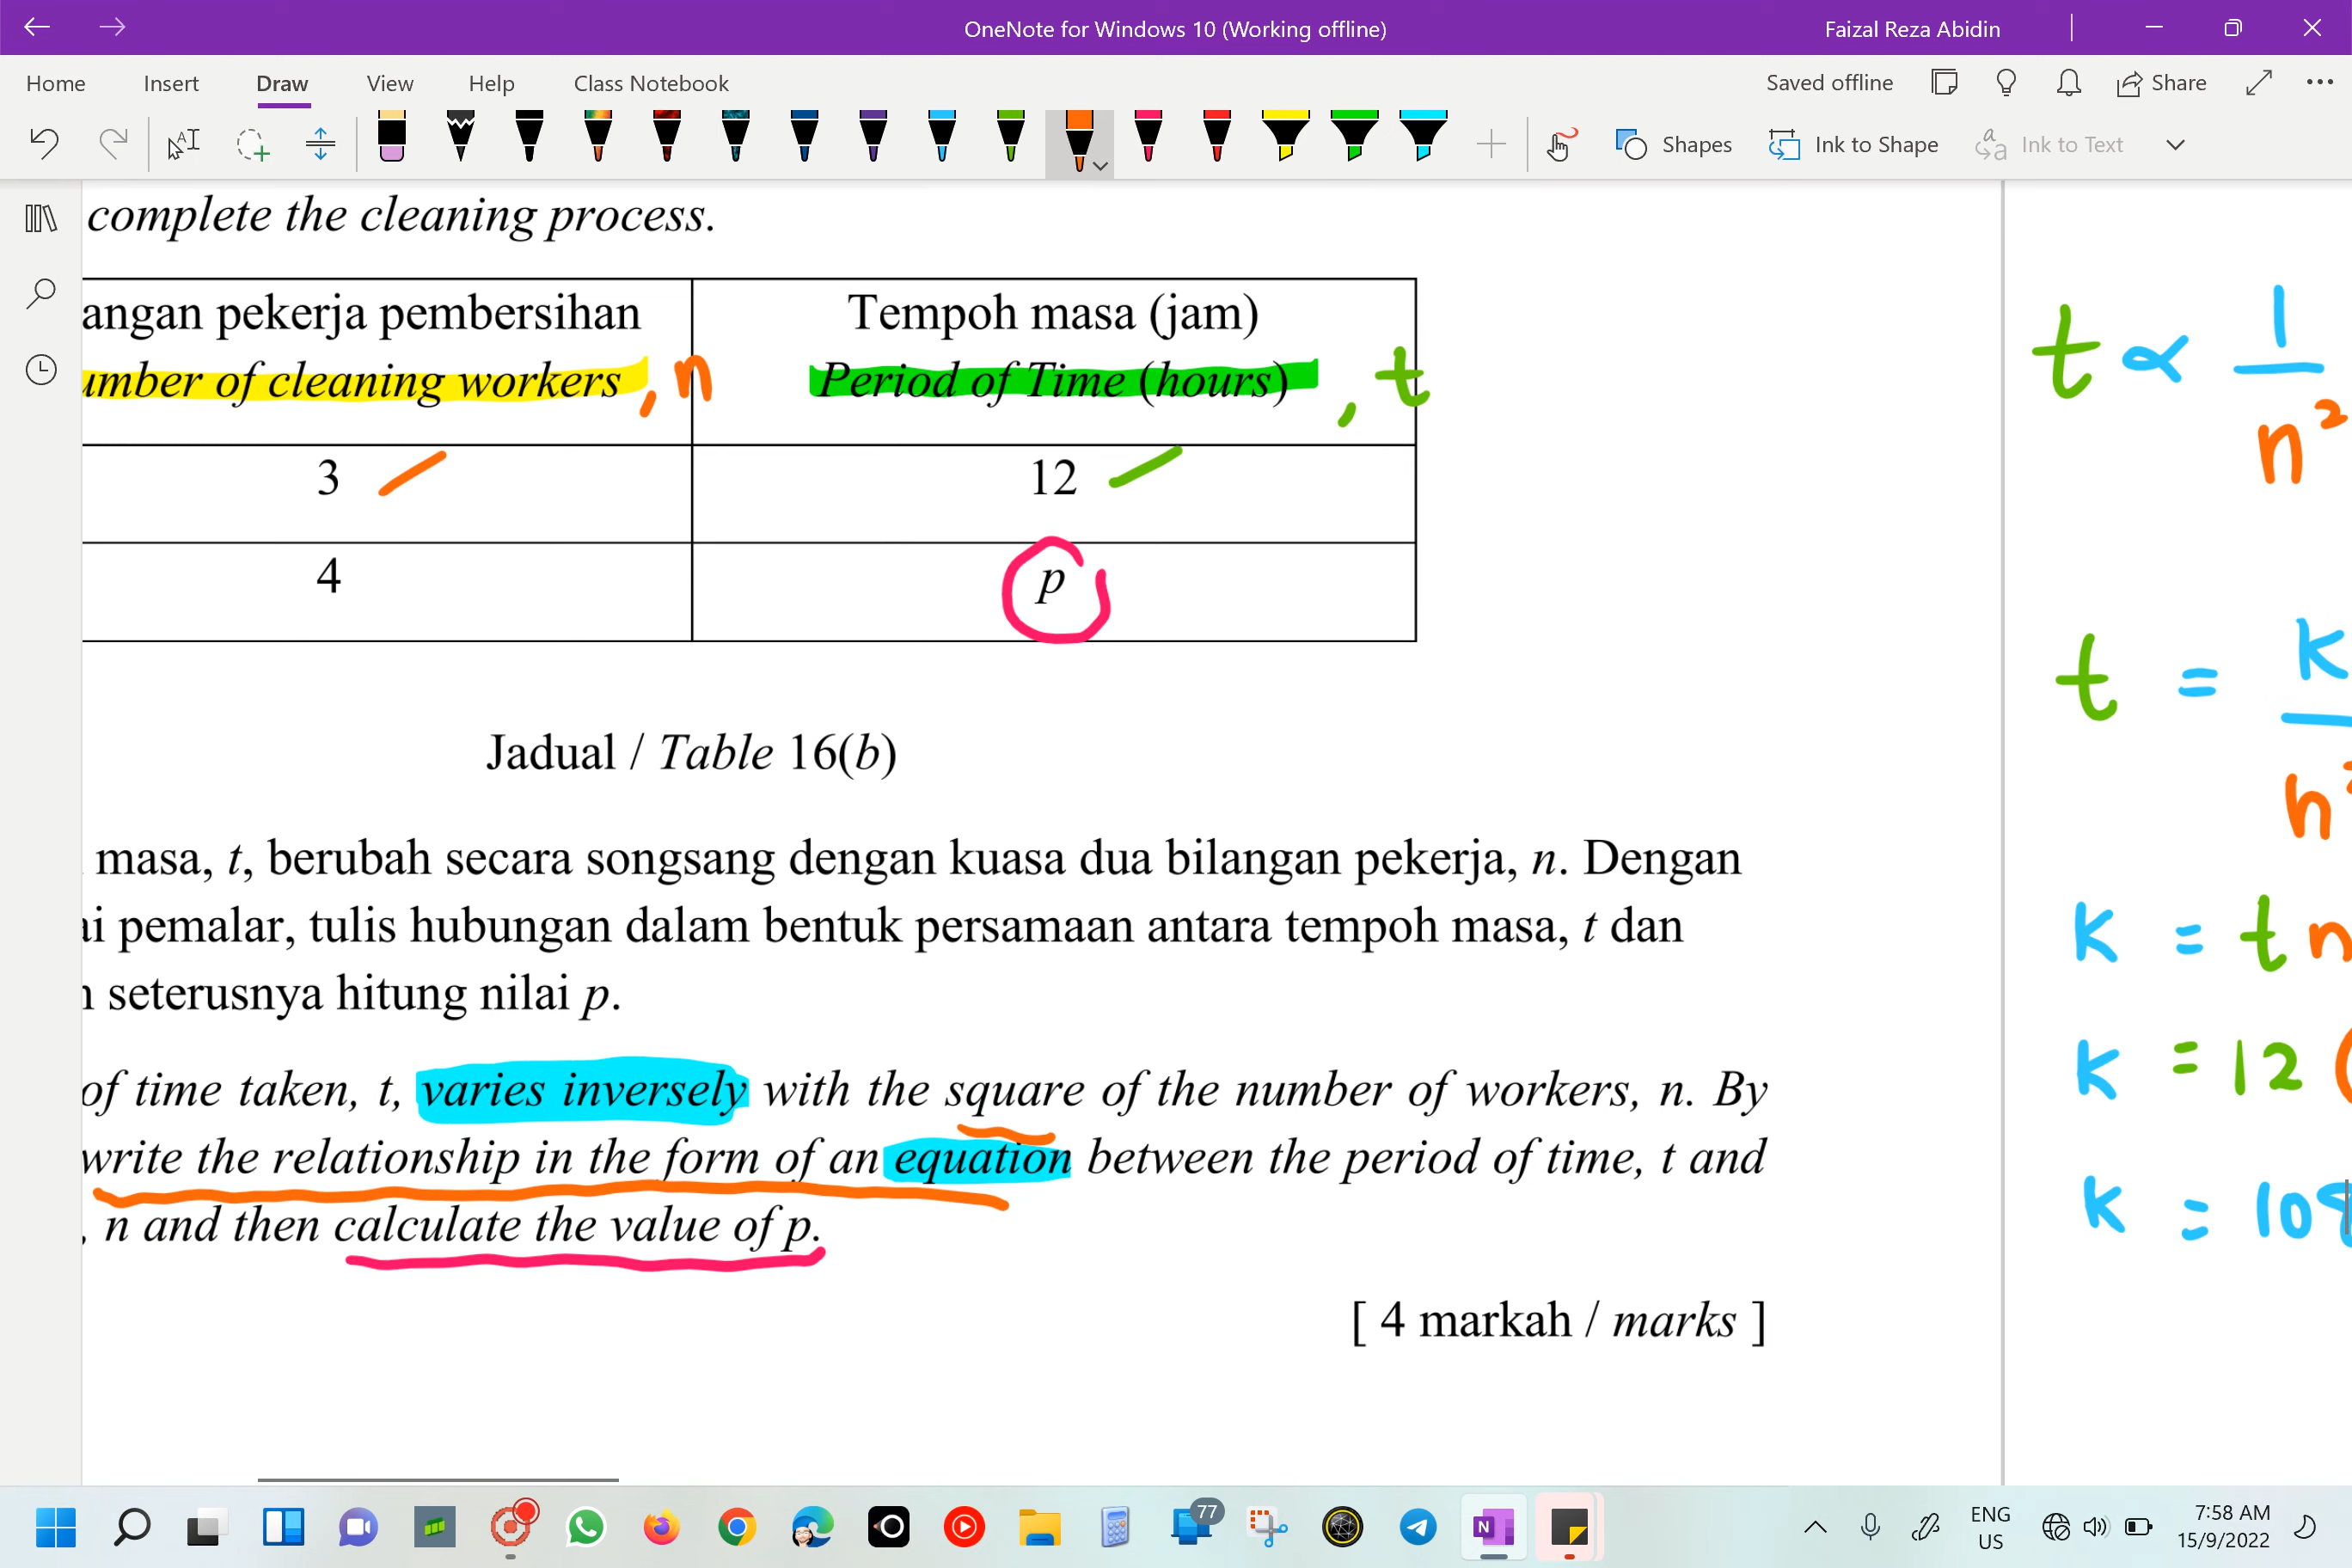 OneNote for Windows 10 (Working offline)
Faizal Reza Abidin
Home Insert Draw View Help Class Notebook
Saved offline Share
Shapes Ink to Shape Ink to Text
complete the cleaning process.
angan pekerja pembersihan
umber of cleaning workers , n
Tempoh masa (jam)
Period of Time (hours) , t
3 12
4 p
Jadual / Table 16(b)
masa, t, berubah secara songsang dengan kuasa dua bilangan pekerja, n. Dengan
ai pemalar, tulis hubungan dalam bentuk persamaan antara tempoh masa, t dan
seterusnya hitung nilai p.
of time taken, t, varies inversely with the square of the number of workers, n. By
write the relationship in the form of an equation between the period of time, t and
, n and then calculate the value of p.
[ 4 markah / marks ]
t ∝ 1/n²
t = k/n²
k = tn
k = 12 (
k = 108
77
ENG
US
7:58 AM
15/9/2022